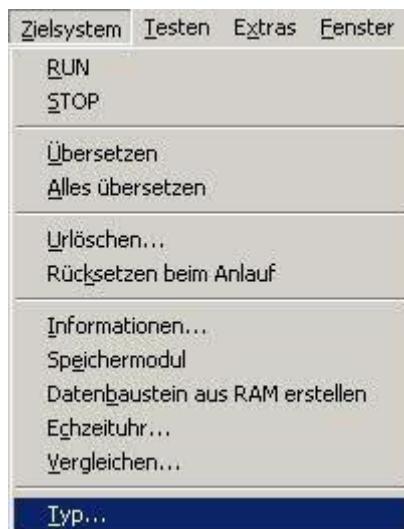 Zielsystem Testen Extras Fenster
RUN
STOP
Übersetzen
Alles übersetzen
Urlöschen...
Rücksetzen beim Anlauf
Informationen...
Speichermodul
Datenbaustein aus RAM erstellen
Echzeituhr...
Vergleichen...
Typ...